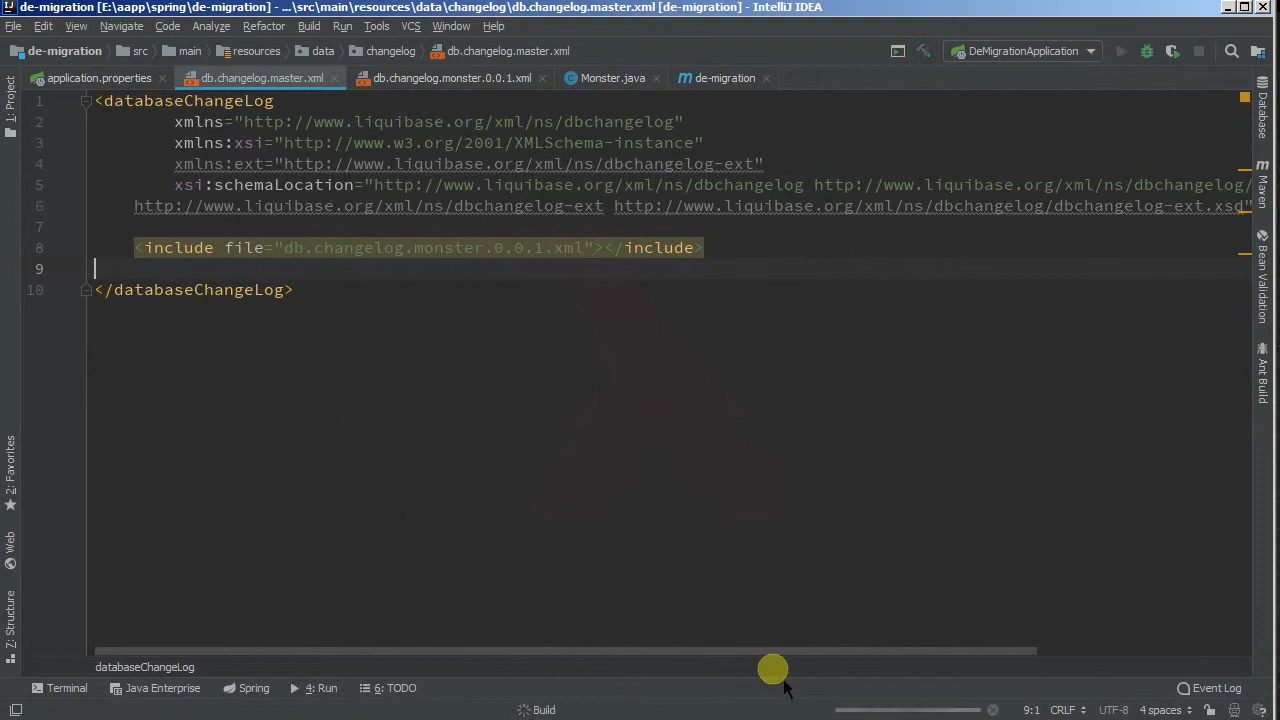 de-migration [E:\aapp\spring\de-migration] - ...\src\main\resources\data\changelog\db.changelog.master.xml [de-migration] - IntelliJ IDEA
File Edit View Navigate Code Analyze Refactor Build Run Tools VCS Window Help
de-migration src main resources data changelog db.changelog.master.xml DeMigrationApplication
application.properties db.changelog.master.xml db.changelog.monster.0.0.1.xml Monster.java de-migration
1 <databaseChangeLog
2 xmlns="http://www.liquibase.org/xml/ns/dbchangelog"
3 xmlns:xsi="http://www.w3.org/2001/XMLSchema-instance"
4 xmlns:ext="http://www.liquibase.org/xml/ns/dbchangelog-ext"
5 xsi:schemaLocation="http://www.liquibase.org/xml/ns/dbchangelog http://www.liquibase.org/xml/ns/dbchangelog/
6 http://www.liquibase.org/xml/ns/dbchangelog-ext http://www.liquibase.org/xml/ns/dbchangelog/dbchangelog-ext.xsd"
7
8 <include file="db.changelog.monster.0.0.1.xml"></include>
9
10 </databaseChangeLog>
1: Project
2: Favorites
Web
Z: Structure
Database
Maven
Bean Validation
Ant Build
databaseChangeLog
Terminal Java Enterprise Spring 4: Run 6: TODO Event Log
Build 9:1 CRLF UTF-8 4 spaces